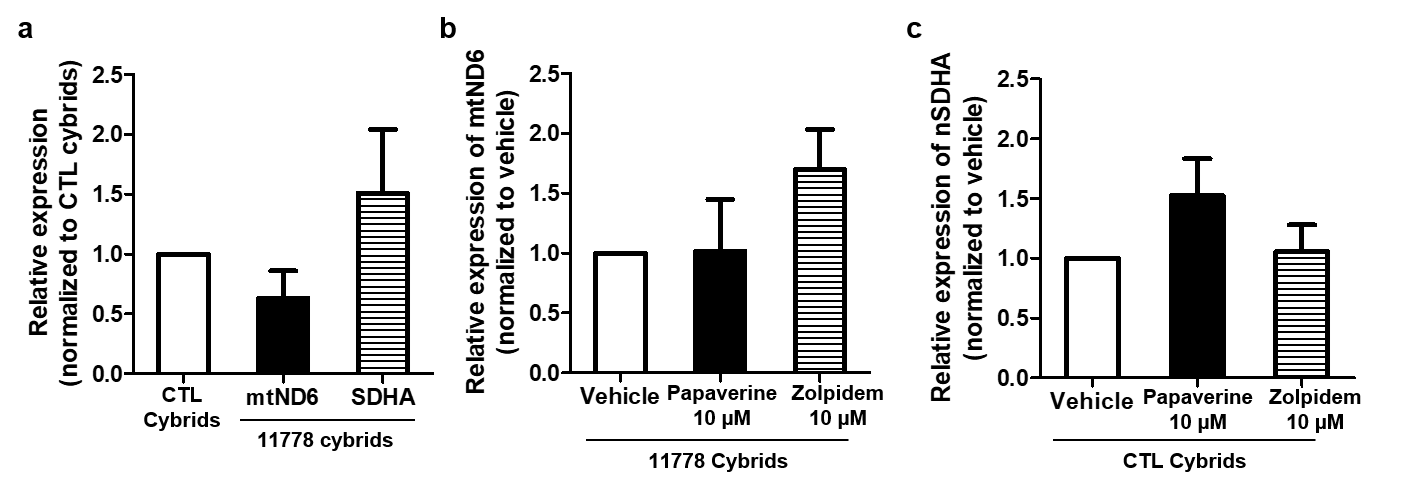 a
Relative expression
(normalized to CTL cybrids)
2.5
2.0
1.5
1.0
0.5
0.0
CTL
Cybrids
mtND6
SDHA
11778 cybrids
b
Relative expression of mtND6
(normalized to vehicle)
2.5
2.0
1.5
1.0
0.5
0.0
Vehicle
Papaverine
10 µM
Zolpidem
10 µM
11778 Cybrids
c
Relative expression of nSDHA
(normalized to vehicle)
2.5
2.0
1.5
1.0
0.5
0.0
Vehicle
Papaverine
10 µM
Zolpidem
10 µM
CTL Cybrids